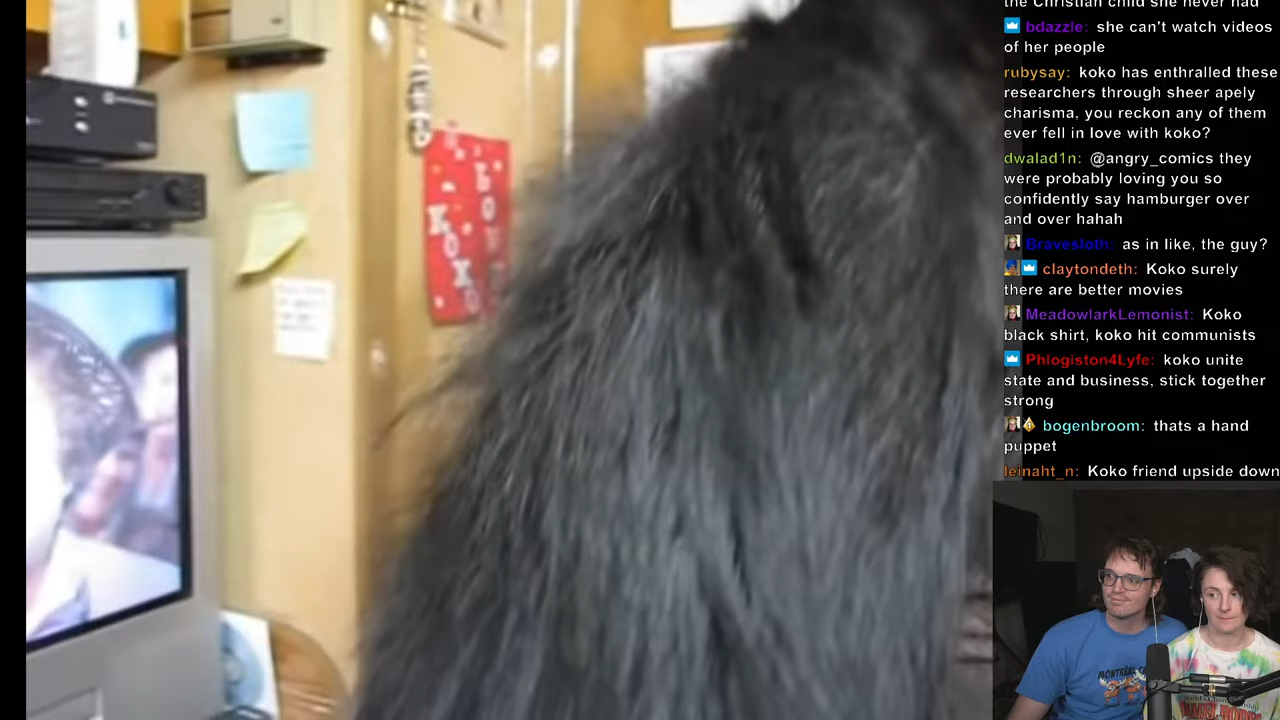 the Christian child she never had
bdazzle: she can't watch videos
of her people
rubysay: koko has enthralled these
researchers through sheer apely
charisma, you reckon any of them
ever fell in love with koko?
dwalad1n: @angry_comics they
were probably loving you so
confidently say hamburger over
and over hahah
Bravesloth: as in like, the guy?
claytondeth: Koko surely
there are better movies
MeadowlarkLemonist: Koko
black shirt, koko hit communists
Phlogiston4Lyfe: koko unite
state and business, stick together
strong
bogenbroom: thats a hand
puppet
leinaht_n: Koko friend upside down
LOVE
KOKO
MONTRÉAL